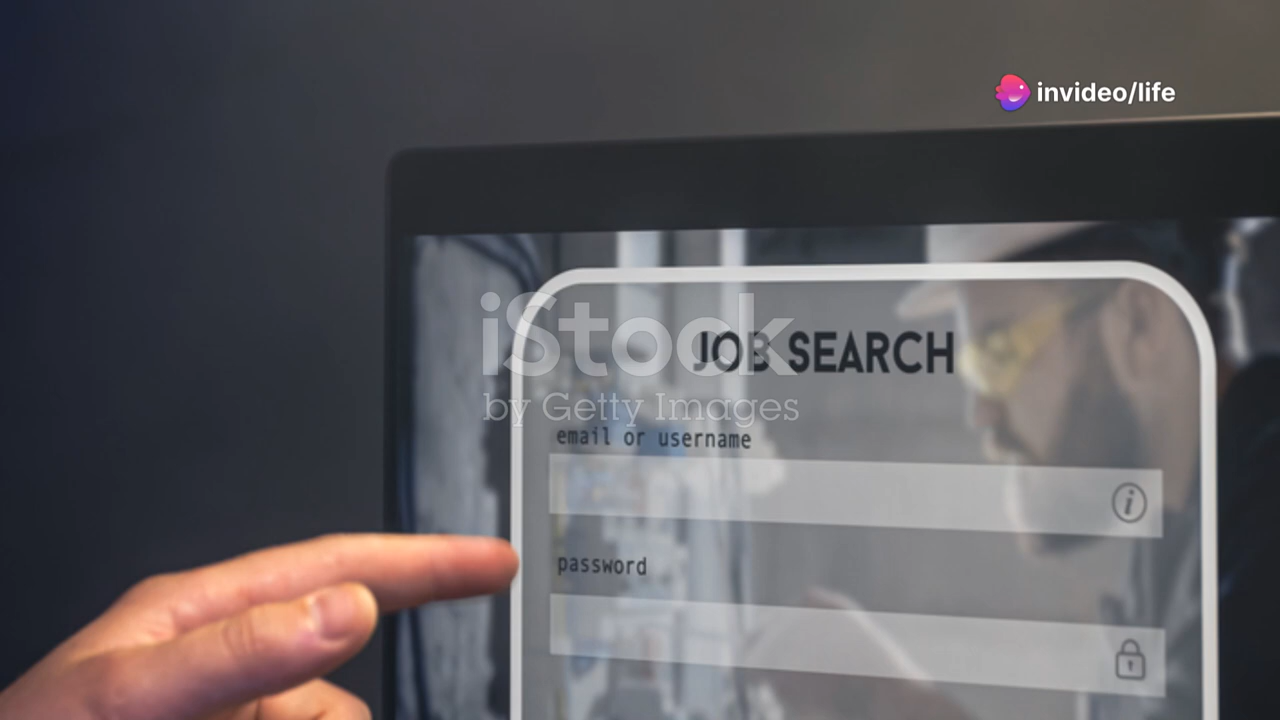 invideo/life
iStock
JOB SEARCH
by Getty Images
email or username
password